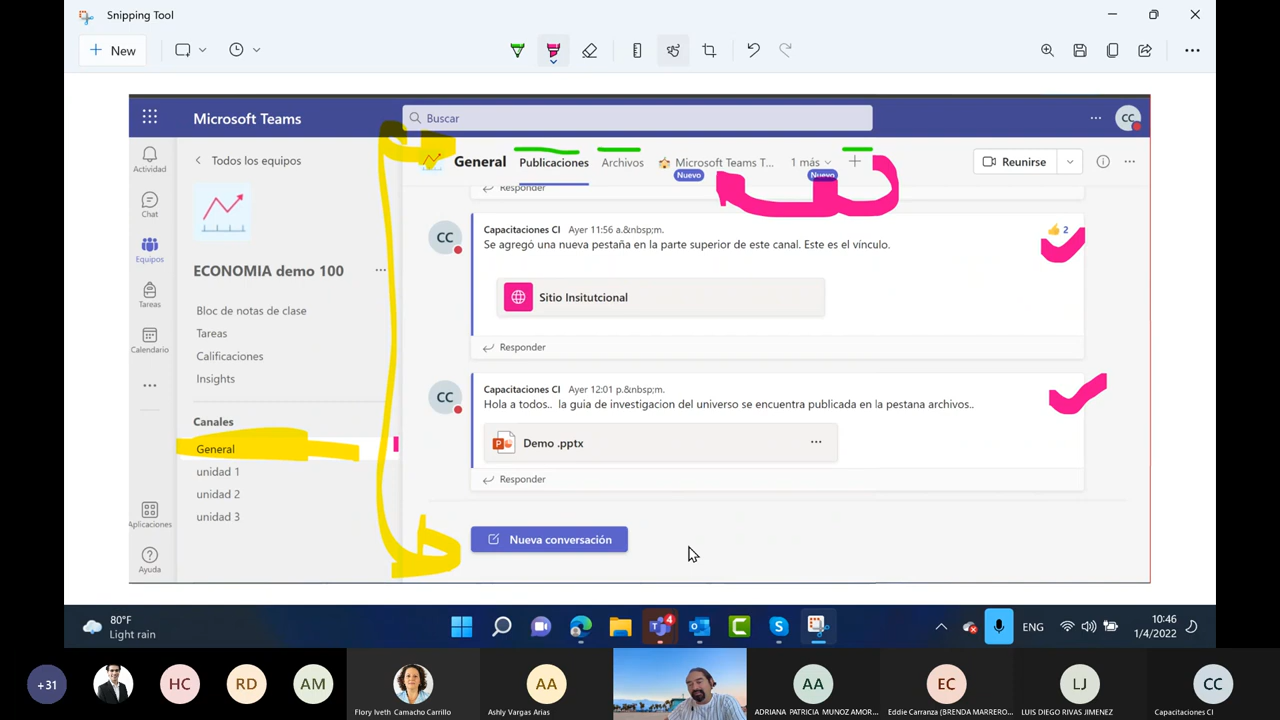 Snipping Tool
New
Microsoft Teams
Buscar
CC
Actividad
Chat
Equipos
Tareas
Calendario
Aplicaciones
Ayuda
Todos los equipos
ECONOMIA demo 100
Bloc de notas de clase
Tareas
Calificaciones
Insights
Canales
General
unidad 1
unidad 2
unidad 3
General
Publicaciones
Archivos
Microsoft Teams T...
Nuevo
1 más
Nuevo
Reunirse
Responder
CC
Capacitaciones CI Ayer 11:56 a.&nbsp;m.
2
Se agregó una nueva pestaña en la parte superior de este canal. Este es el vínculo.
Sitio Insitutcional
Responder
CC
Capacitaciones CI Ayer 12:01 p.&nbsp;m.
Hola a todos.. la guia de investigacion del universo se encuentra publicada en la pestana archivos..
Demo .pptx
Responder
Nueva conversación
80°F
Light rain
4
ENG
10:46
1/4/2022
+31
HC
RD
AM
Flory Iveth Camacho Carrillo
AA
Ashly Vargas Arias
AA
ADRIANA PATRICIA MUNOZ AMOR...
EC
Eddie Carranza (BRENDA MARRERO...
LJ
LUIS DIEGO RIVAS JIMENEZ
CC
Capacitaciones CI